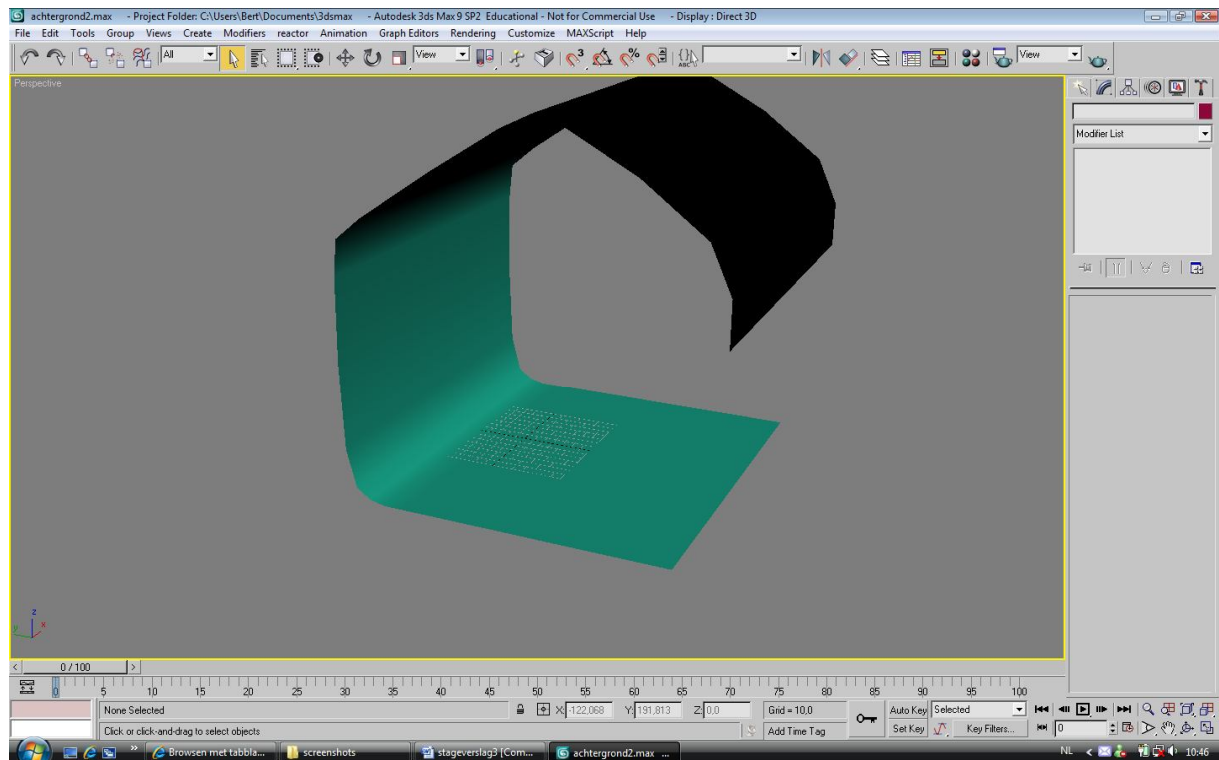 achtergrond2.max - Project Folder: C:\Users\Bert\Documents\3dsmax - Autodesk 3ds Max 9 SP2 Educational - Not for Commercial Use - Display : Direct 3D
File Edit Tools Group Views Create Modifiers reactor Animation Graph Editors Rendering Customize MAXScript Help
All View 3 % ABC View
Perspective
Modifier List
z
y x
< 0 / 100 >
0 5 10 15 20 25 30 35 40 45 50 55 60 65 70 75 80 85 90 95 100
None Selected X: -122,068 Y: 191,813 Z: 0,0 Grid = 10,0 Auto Key Selected
Click or click-and-drag to select objects Add Time Tag Set Key Key Filters... 0
Browsen met tabbla... screenshots stageverslag3 [Com... achtergrond2.max ... NL 10:46